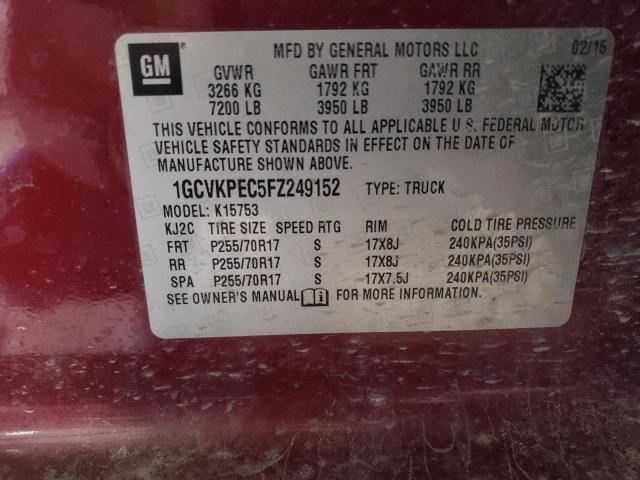 GM ® MFD BY GENERAL MOTORS LLC 02/15
GVWR GAWR FRT GAWR RR
3266 KG 1792 KG 1792 KG
7200 LB 3950 LB 3950 LB
THIS VEHICLE CONFORMS TO ALL APPLICABLE U.S. FEDERAL MOTOR
VEHICLE SAFETY STANDARDS IN EFFECT ON THE DATE OF
MANUFACTURE SHOWN ABOVE.
1GCVKPEC5FZ249152 TYPE: TRUCK
MODEL: K15753
KJ2C TIRE SIZE SPEED RTG RIM COLD TIRE PRESSURE
FRT P255/70R17 S 17X8J 240KPA(35PSI)
RR P255/70R17 S 17X8J 240KPA(35PSI)
SPA P255/70R17 S 17X7.5J 240KPA(35PSI)
SEE OWNER'S MANUAL FOR MORE INFORMATION.